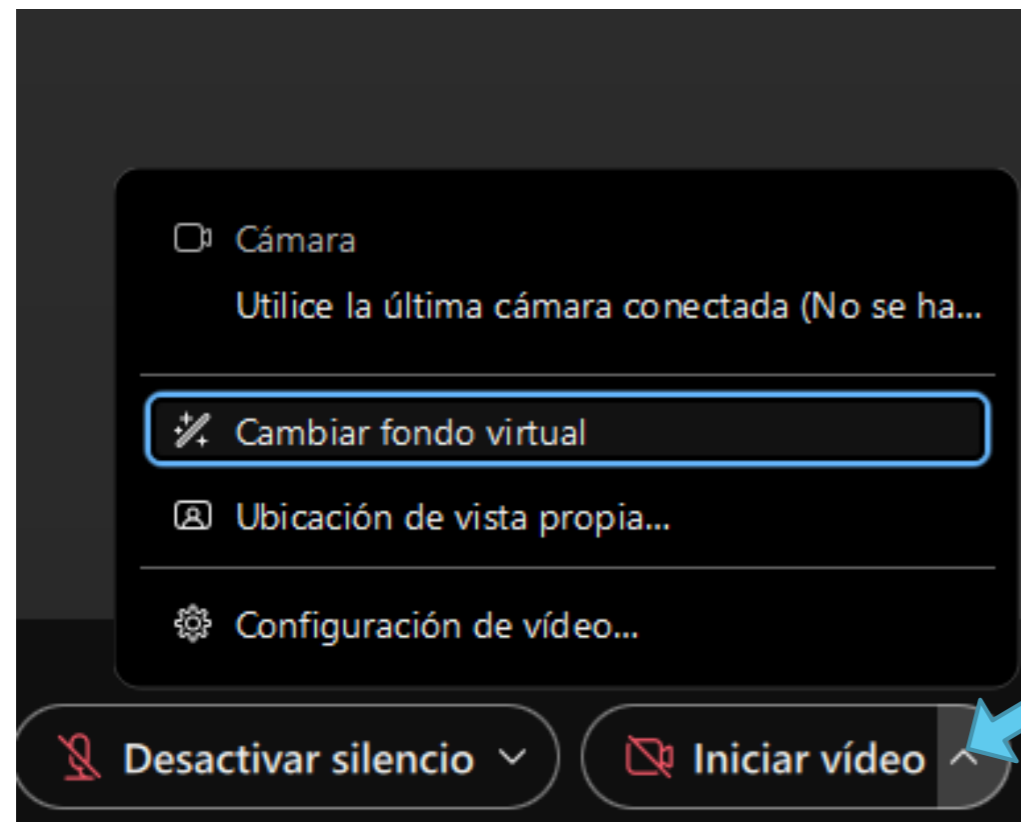 Cámara
Utilice la última cámara conectada (No se ha...
Cambiar fondo virtual
Ubicación de vista propia...
Configuración de vídeo...
Desactivar silencio
Iniciar vídeo